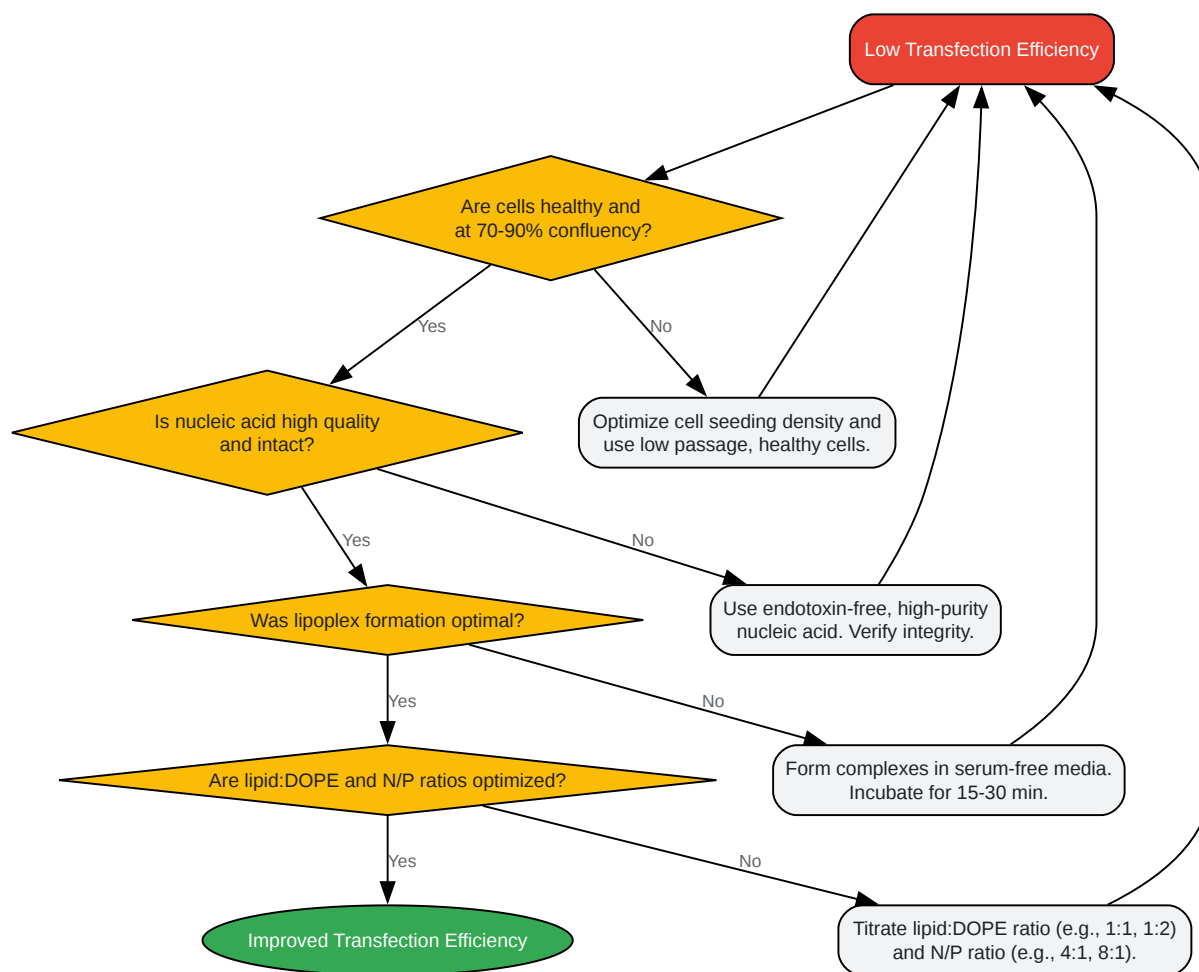 Low Transfection Efficiency
Are cells healthy and
at 70-90% confluency?
Yes
No
Is nucleic acid high quality
and intact?
Optimize cell seeding density and
use low passage, healthy cells.
Yes
No
Was lipoplex formation optimal?
Use endotoxin-free, high-purity
nucleic acid. Verify integrity.
Yes
No
Are lipid:DOPE and N/P ratios optimized?
Form complexes in serum-free media.
Incubate for 15-30 min.
Yes
No
Improved Transfection Efficiency
Titrate lipid:DOPE ratio (e.g., 1:1, 1:2)
and N/P ratio (e.g., 4:1, 8:1).